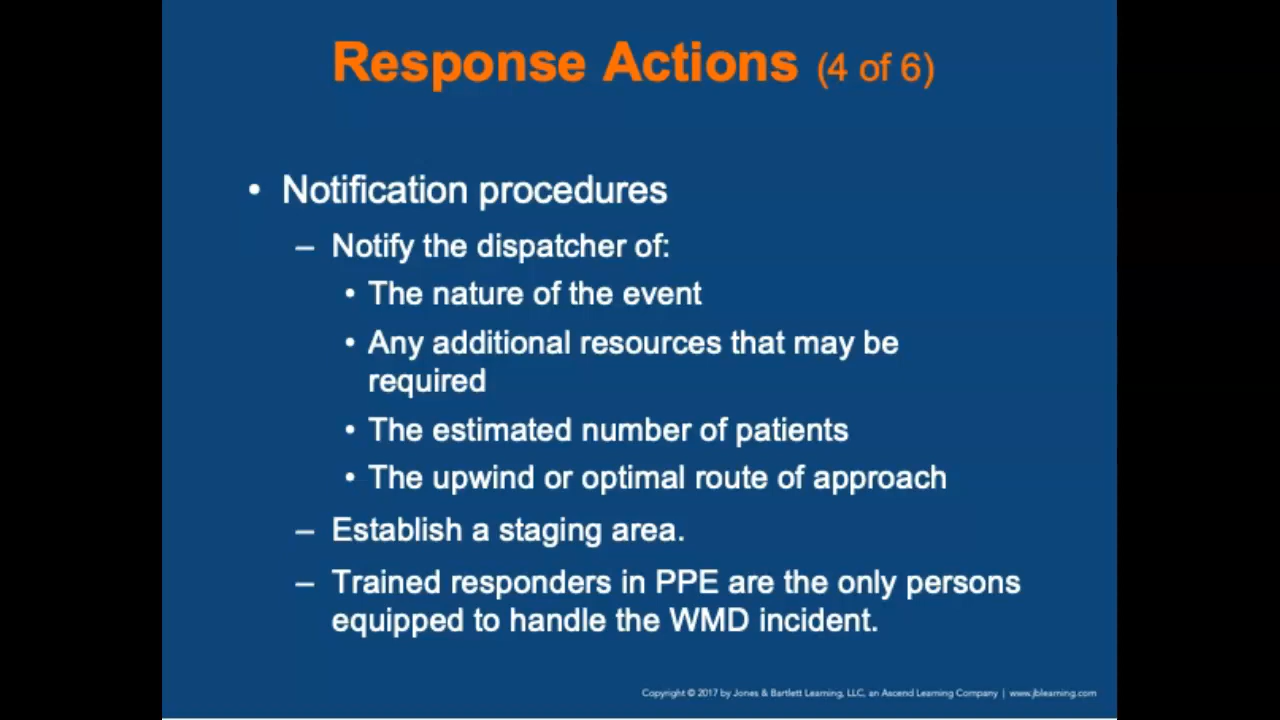 Response Actions (4 of 6)
• Notification procedures
– Notify the dispatcher of:
• The nature of the event
• Any additional resources that may be
required
• The estimated number of patients
• The upwind or optimal route of approach
– Establish a staging area.
– Trained responders in PPE are the only persons
equipped to handle the WMD incident.
Copyright © 2017 by Jones & Bartlett Learning, LLC, an Ascend Learning Company | www.jblearning.com